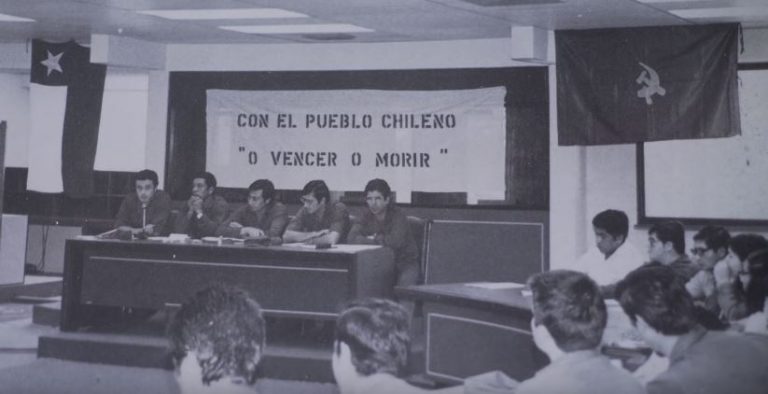 CON EL PUEBLO CHILENO
"O VENCER O MORIR"